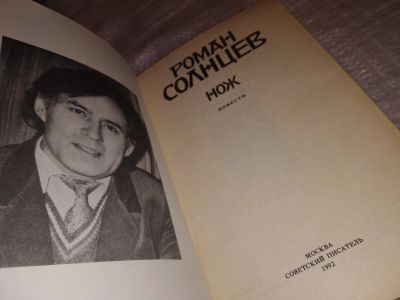 РОМАН
СОЛНЦЕВ
НОЖ
ПОВЕСТИ
МОСКВА
СОВЕТСКИЙ ПИСАТЕЛЬ
1992